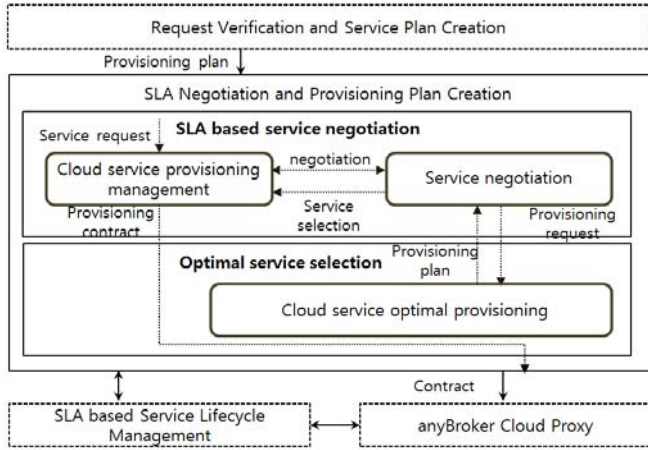 Request Verification and Service Plan Creation
Provisioning plan
SLA Negotiation and Provisioning Plan Creation
SLA based service negotiation
Service request
negotiation
Cloud service provisioning
management
Service negotiation
Service
selection
Provisioning
contract
Provisioning
request
Optimal service selection
Provisioning
plan
Cloud service optimal provisioning
Contract
SLA based Service Lifecycle
Management
anyBroker Cloud Proxy